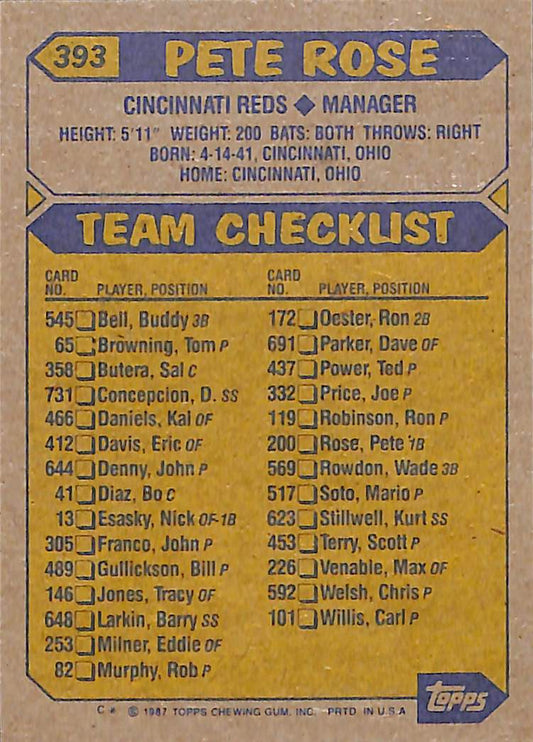 393
PETE ROSE
CINCINNATI REDS ◆ MANAGER
HEIGHT: 5'11" WEIGHT: 200 BATS: BOTH THROWS: RIGHT
BORN: 4-14-41, CINCINNATI, OHIO
HOME: CINCINNATI, OHIO
TEAM CHECKLIST
CARD NO. PLAYER, POSITION
545 Bell, Buddy 3B
65 Browning, Tom P
358 Butera, Sal C
731 Concepcion, D. SS
466 Daniels, Kal OF
412 Davis, Eric OF
644 Denny, John P
41 Diaz, Bo C
13 Esasky, Nick OF-1B
305 Franco, John P
489 Gullickson, Bill P
146 Jones, Tracy OF
648 Larkin, Barry SS
253 Milner, Eddie OF
82 Murphy, Rob P
CARD NO. PLAYER, POSITION
172 Oester, Ron 2B
691 Parker, Dave OF
437 Power, Ted P
332 Price, Joe P
119 Robinson, Ron P
200 Rose, Pete 1B
569 Rowdon, Wade 3B
517 Soto, Mario P
623 Stillwell, Kurt SS
453 Terry, Scott P
226 Venable, Max OF
592 Welsh, Chris P
101 Willis, Carl P
topps
C * © 1987 TOPPS CHEWING GUM, INC. PRTD. IN U.S.A